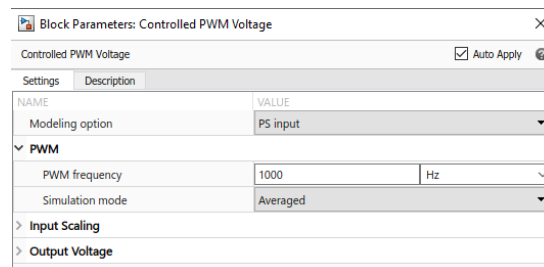 Block Parameters: Controlled PWM Voltage
Controlled PWM Voltage Auto Apply
Settings Description
NAME VALUE
Modeling option PS input
PWM
PWM frequency 1000 Hz
Simulation mode Averaged
Input Scaling
Output Voltage